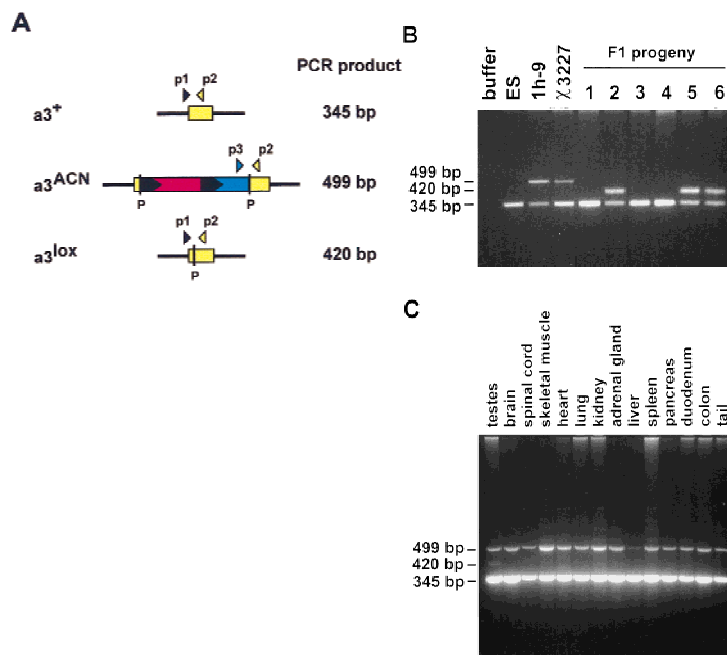 A
PCR product
p1 p2
a3+
345 bp
p3 p2
a3ACN
499 bp
P P
p1 p2
a3lox
420 bp
P
B
buffer
ES
1h-9
χ3227
F1 progeny
1 2 3 4 5 6
499 bp
420 bp
345 bp
C
testes
brain
spinal cord
skeletal muscle
heart
lung
kidney
adrenal gland
liver
spleen
pancreas
duodenum
colon
tail
499 bp
420 bp
345 bp